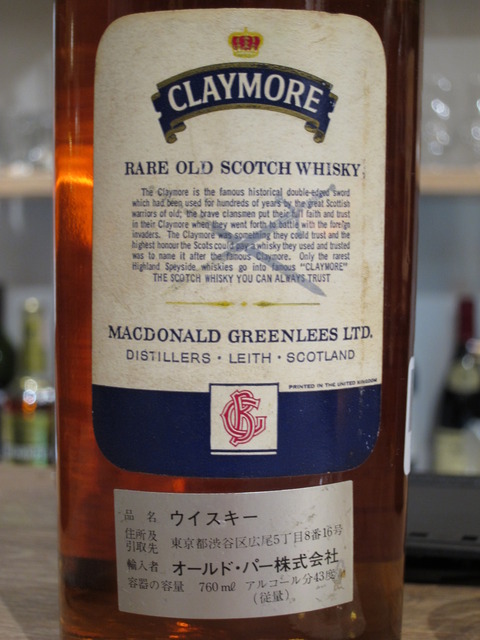 CLAYMORE
RARE OLD SCOTCH WHISKY
The Claymore is the famous historical double-edged sword
which had been used for hundreds of years by the great Scottish
warriors of old; the brave clansmen put their full faith and trust
in their Claymore when they went forth to battle with the foreign
invaders. The Claymore was something they could trust and the
highest honour the Scots could pay a whisky they used and trusted
was to name it after the famous Claymore. Only the rarest
Highland Speyside whiskies go into famous "CLAYMORE"
THE SCOTCH WHISKY YOU CAN ALWAYS TRUST
MACDONALD GREENLEES LTD.
DISTILLERS · LEITH · SCOTLAND
PRINTED IN THE UNITED KINGDOM
品名 ウイスキー
住所及
引取先 東京都渋谷区広尾5丁目8番16号
輸入者 オールド・パー株式会社
容器の容量 760ml アルコール分43度
(従量)